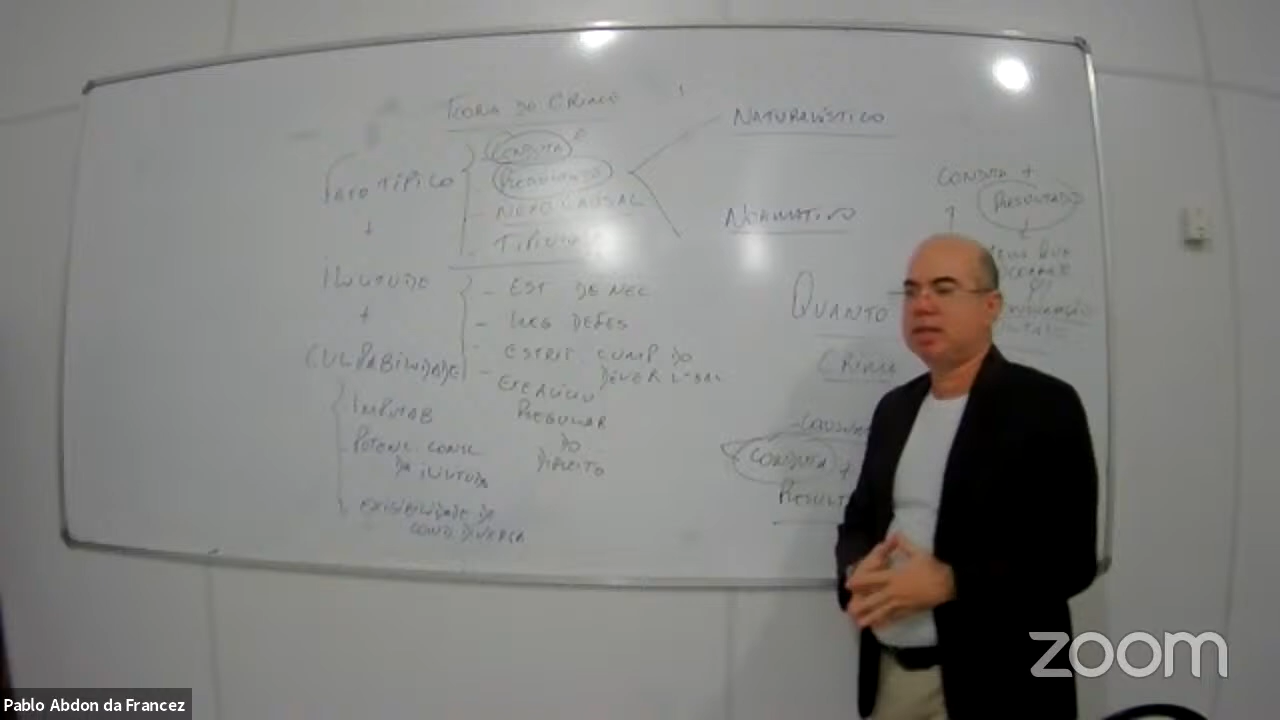 TEORIA DO CRIME
FATO TÍPICO
CONDUTA
RESULTADO
- NEXO CAUSAL
+
ILICITUDE
- EST DE NEC
- LEG DEFES
- ESTRIT CUMP DO
DEVER LEGAL
- EXERCÍCIO
REGULAR
DO
DIREITO
+
CULPABILIDADE
IMPUTAB
POTENC. CONSC
DA ILICITUDE
EXIGIBILIDADE DE
COND. DIVERSA
NATURALÍSTICO
NORMATIVO
QUANTO
CRIME
CONDUTA +
RESULT
CONDUTA +
RESULTADO
zoom
Pablo Abdon da Francez